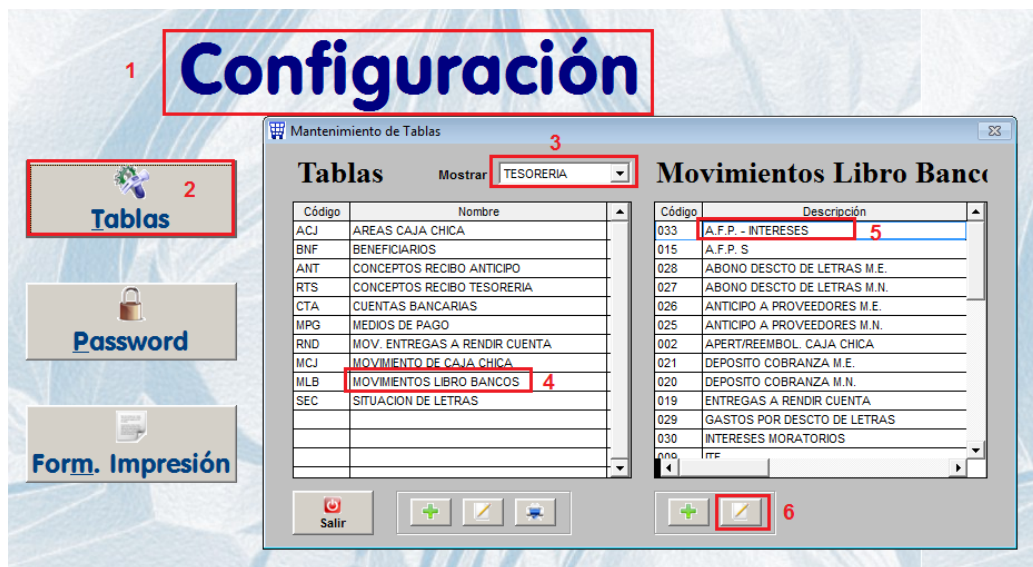 1
Configuración
Mantenimiento de Tablas
3
Tablas
Mostrar TESORERIA
Movimientos Libro Banco
2
Tablas
Código Nombre
ACJ AREAS CAJA CHICA
BNF BENEFICIARIOS
ANT CONCEPTOS RECIBO ANTICIPO
RTS CONCEPTOS RECIBO TESORERIA
CTA CUENTAS BANCARIAS
MPG MEDIOS DE PAGO
RND MOV. ENTREGAS A RENDIR CUENTA
MCJ MOVIMIENTO DE CAJA CHICA
MLB MOVIMIENTOS LIBRO BANCOS 4
SEC SITUACION DE LETRAS
Código Descripción
033 A.F.P. - INTERESES 5
015 A.F.P. S
028 ABONO DESCTO DE LETRAS M.E.
027 ABONO DESCTO DE LETRAS M.N.
026 ANTICIPO A PROVEEDORES M.E.
025 ANTICIPO A PROVEEDORES M.N.
002 APERT/REEMBOL. CAJA CHICA
021 DEPOSITO COBRANZA M.E.
020 DEPOSITO COBRANZA M.N.
019 ENTREGAS A RENDIR CUENTA
029 GASTOS POR DESCTO DE LETRAS
030 INTERESES MORATORIOS
009 ITF
Password
Form. Impresión
Salir
6